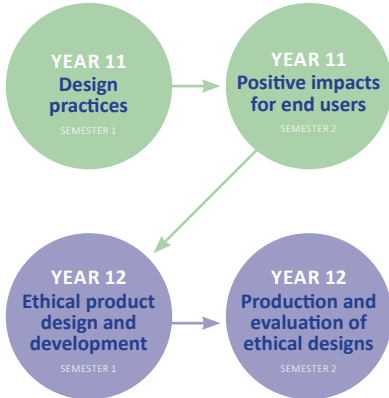 YEAR 11
Design
practices
SEMESTER 1
YEAR 11
Positive impacts
for end users
SEMESTER 2
YEAR 12
Ethical product
design and
development
SEMESTER 1
YEAR 12
Production and
evaluation of
ethical designs
SEMESTER 2